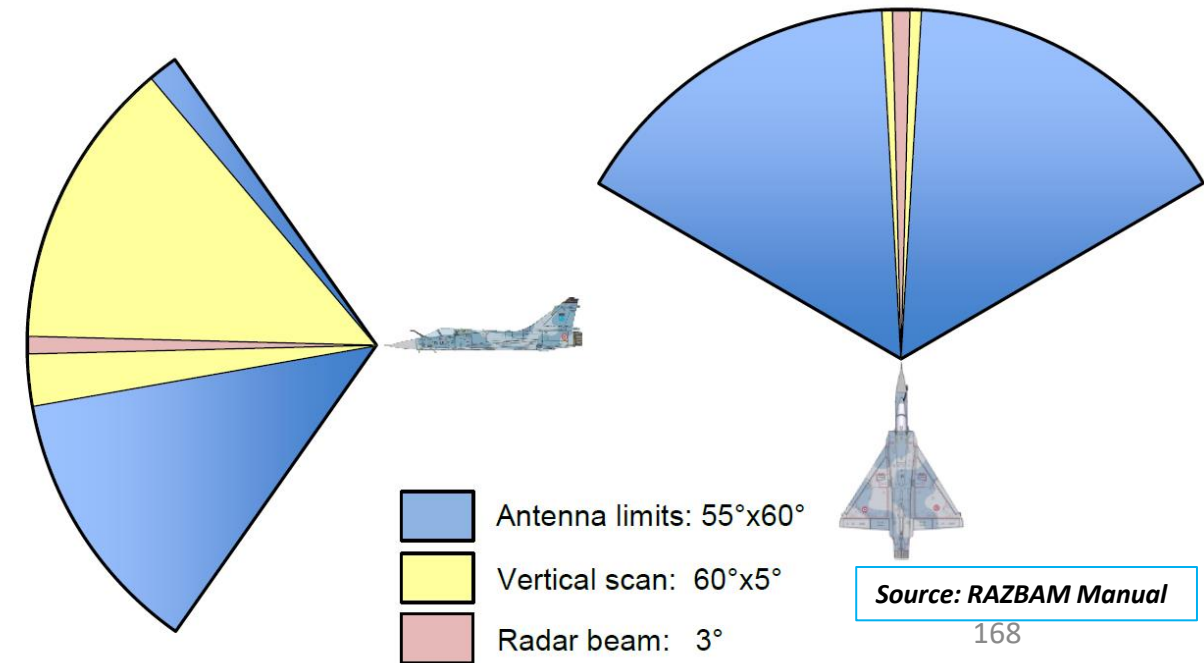 Antenna limits: 55°x60°
Vertical scan: 60°x5°
Radar beam: 3°
Source: RAZBAM Manual
168